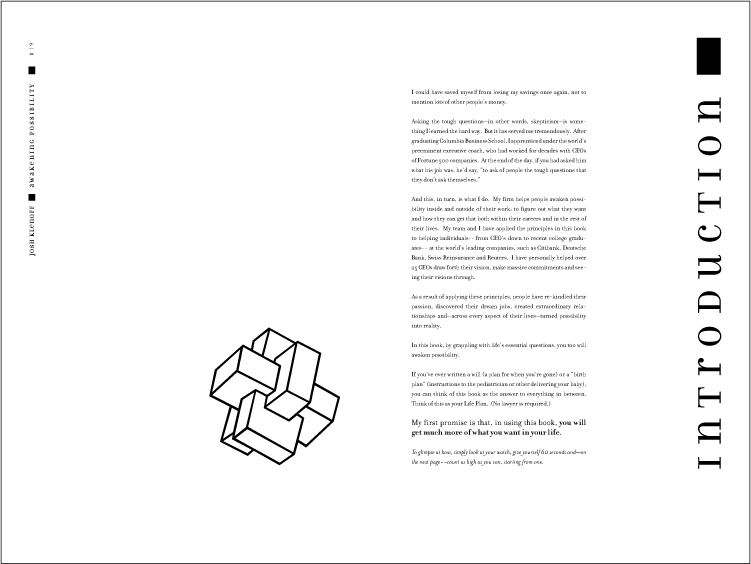 JOSH KLENOFF ■ awakening POSSIBILITY ■
I could have saved myself from losing my savings once again, not to
mention lots of other people's money.
Asking the tough questions—in other words, skepticism—is some-
thing I learned the hard way. But it has served me tremendously. After
graduating Columbia Business School, I apprenticed under the world's
preeminent executive coach, who had worked for decades with CEOs
of Fortune 500 companies. At the end of the day, if you had asked him
what his job was, he'd say, "to ask of people the tough questions that
they don't ask themselves."
And this, in turn, is what I do. My firm helps people awaken possi-
bility inside and outside of their work: to figure out what they want
and how they can get that both within their careers and in the rest of
their lives. My team and I have applied the principles in this book
to helping individuals-- from CEO's down to recent college gradu-
ates-- at the world's leading companies, such as Citibank, Deutsche
Bank, Swiss Reinsurance and Reuters. I have personally helped over
25 CEOs draw forth their vision, make massive commitments and see-
ing their visions through.
As a result of applying these principles, people have re-kindled their
passion, discovered their dream jobs, created extraordinary rela-
tionships and—across every aspect of their lives—turned possibility
into reality.
In this book, by grappling with life's essential questions, you too will
awaken possibility.
If you've ever written a will (a plan for when you're gone) or a "birth
plan" (instructions to the pediatrician or other delivering your baby),
you can think of this book as the answer to everything in between.
Think of this as your Life Plan. (No lawyer is required.)
My first promise is that, in using this book, you will
get much more of what you want in your life.
To glimpse at how, simply look at your watch, give yourself 60 seconds and—on
the next page--count as high as you can, starting from one.
InTroDucTIon